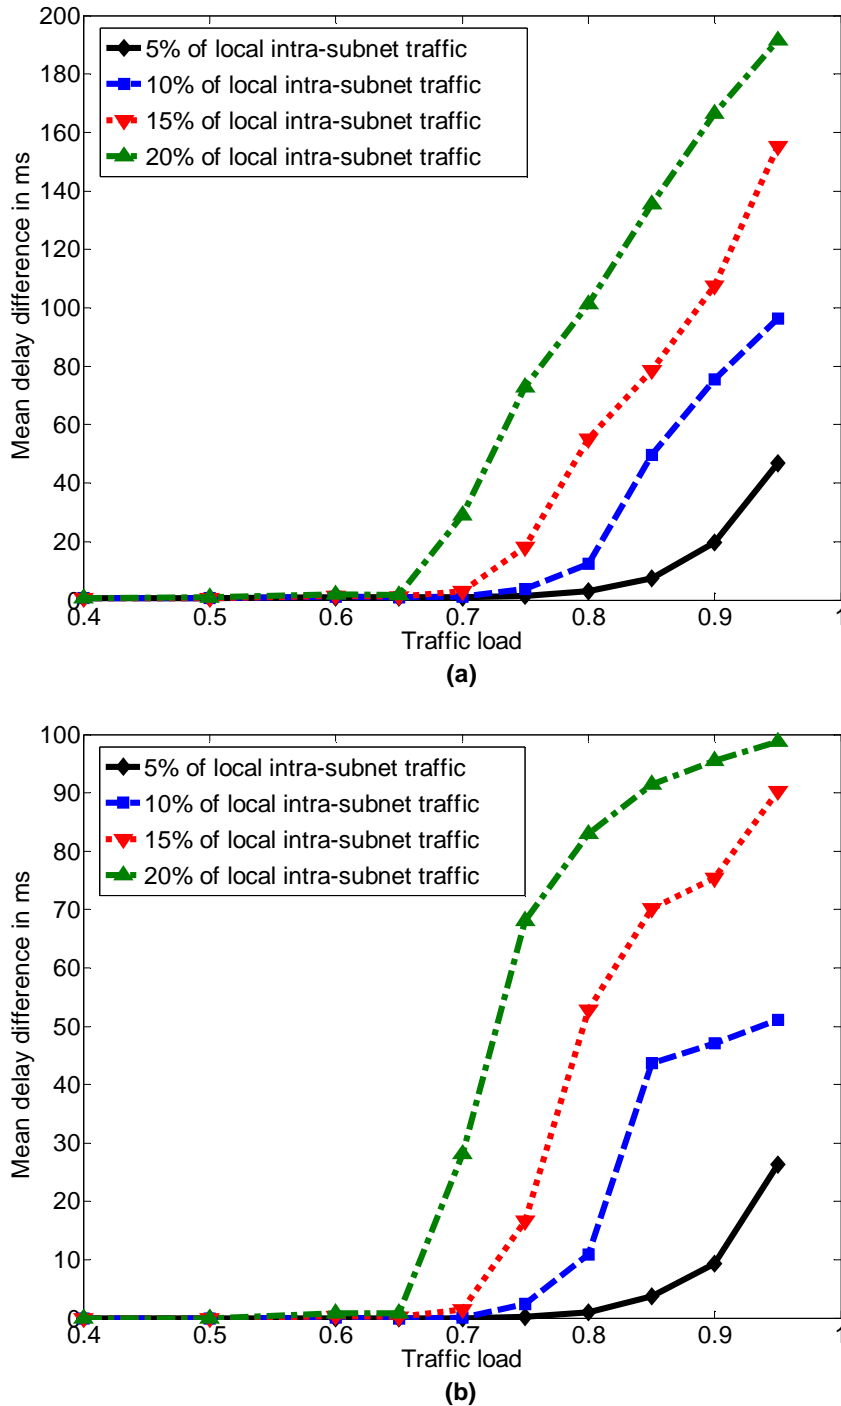 200
180
160
140
120
100
80
60
40
20
0
Mean delay difference in ms
5% of local intra-subnet traffic
10% of local intra-subnet traffic
15% of local intra-subnet traffic
20% of local intra-subnet traffic
0.4 0.5 0.6 0.7 0.8 0.9 1
Traffic load
(a)
100
90
80
70
60
50
40
30
20
10
0
Mean delay difference in ms
5% of local intra-subnet traffic
10% of local intra-subnet traffic
15% of local intra-subnet traffic
20% of local intra-subnet traffic
0.4 0.5 0.6 0.7 0.8 0.9 1
Traffic load
(b)